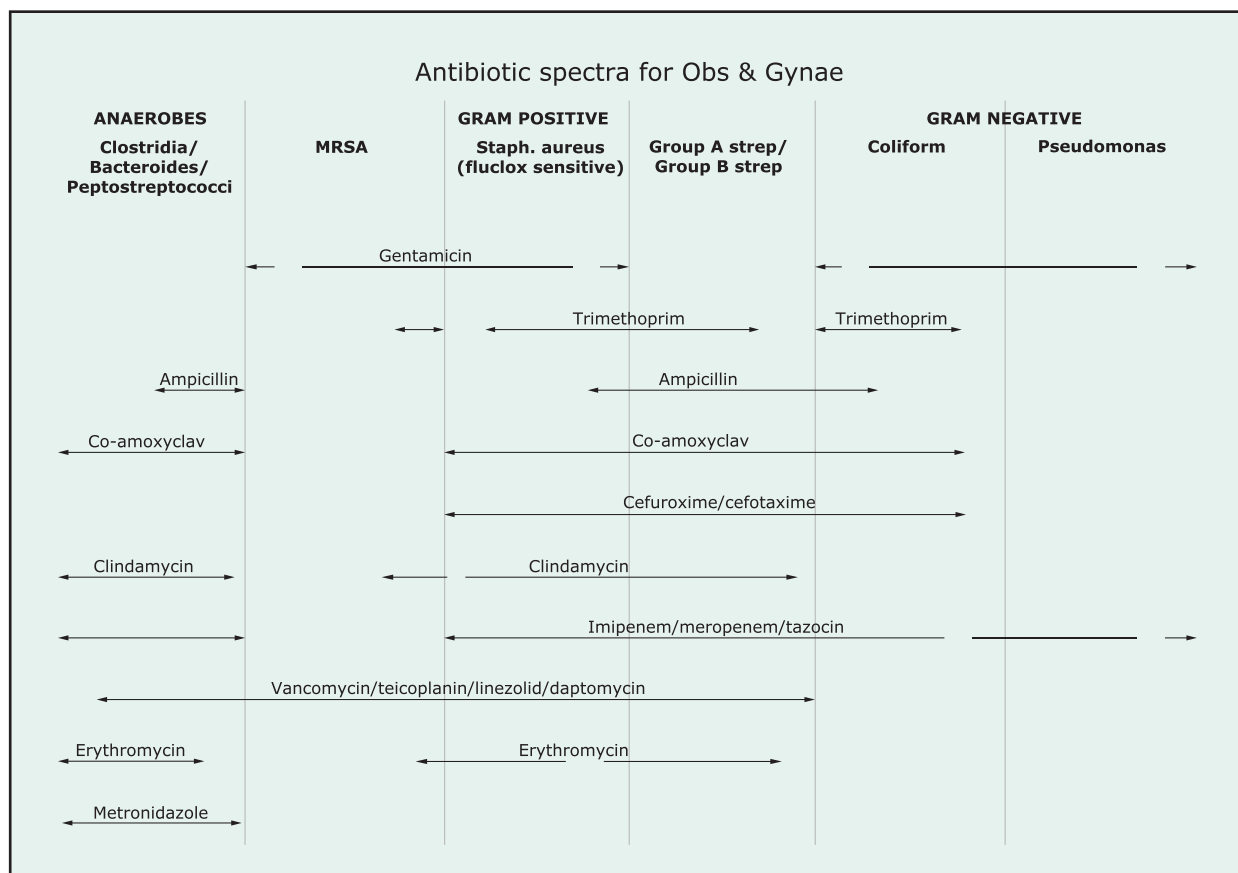 Antibiotic spectra for Obs & Gynae
ANAEROBES
GRAM POSITIVE
GRAM NEGATIVE
Clostridia/
Bacteroides/
Peptostreptococci
MRSA
Staph. aureus
(fluclox sensitive)
Group A strep/
Group B strep
Coliform
Pseudomonas
Gentamicin
Trimethoprim
Trimethoprim
Ampicillin
Ampicillin
Co-amoxyclav
Co-amoxyclav
Cefuroxime/cefotaxime
Clindamycin
Clindamycin
Imipenem/meropenem/tazocin
Vancomycin/teicoplanin/linezolid/daptomycin
Erythromycin
Erythromycin
Metronidazole